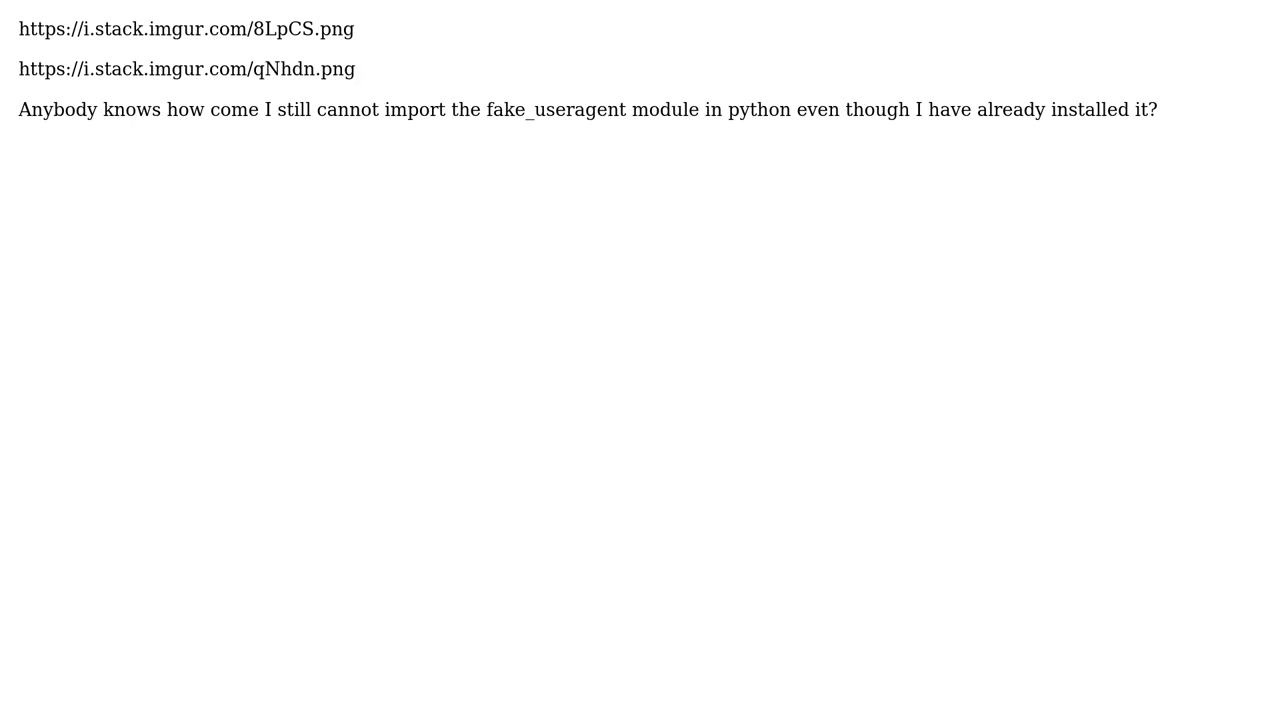 https://i.stack.imgur.com/8LpCS.png
https://i.stack.imgur.com/qNhdn.png
Anybody knows how come I still cannot import the fake_useragent module in python even though I have already installed it?